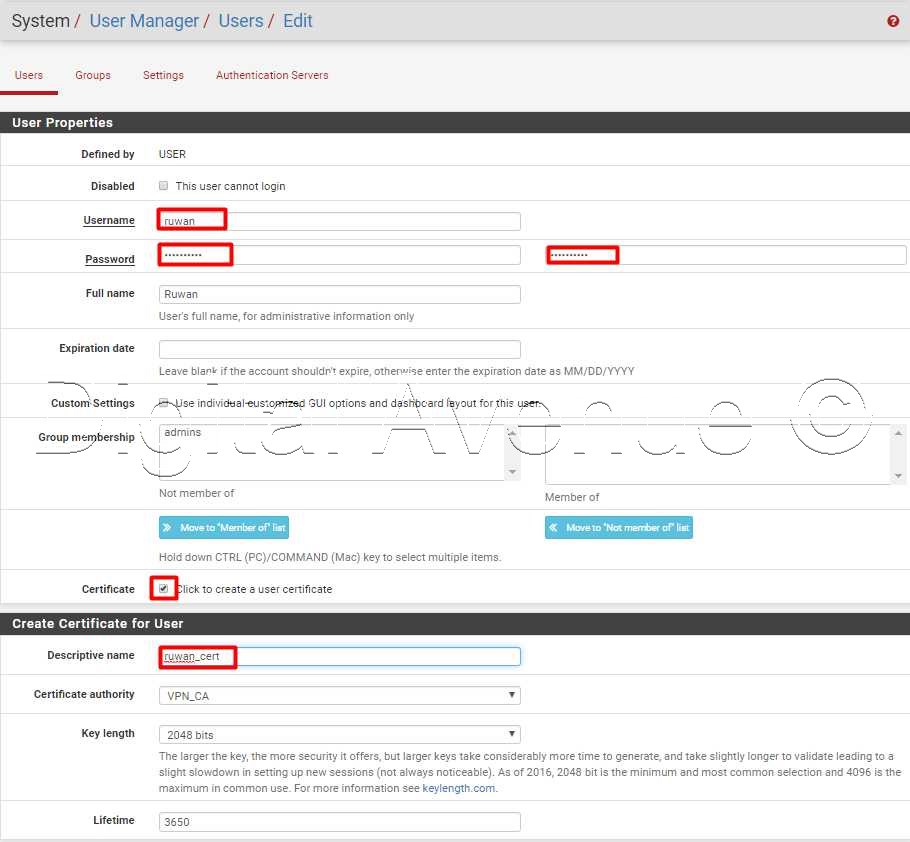 System / User Manager / Users / Edit
Users Groups Settings Authentication Servers
User Properties
Defined by USER
Disabled This user cannot login
Username ruwan
Password •••••••••• ••••••••••
Full name Ruwan
User's full name, for administrative information only
Expiration date
Leave blank if the account shouldn't expire, otherwise enter the expiration date as MM/DD/YYYY
Custom Settings Use individual customized GUI options and dashboard layout for this user.
Group membership admins
Not member of
Member of
Move to "Member of" list Move to "Not member of" list
Hold down CTRL (PC)/COMMAND (Mac) key to select multiple items.
Certificate Click to create a user certificate
Create Certificate for User
Descriptive name ruwan_cert
Certificate authority VPN_CA
Key length 2048 bits
The larger the key, the more security it offers, but larger keys take considerably more time to generate, and take slightly longer to validate leading to a
slight slowdown in setting up new sessions (not always noticeable). As of 2016, 2048 bit is the minimum and most common selection and 4096 is the
maximum in common use. For more information see keylength.com.
Lifetime 3650